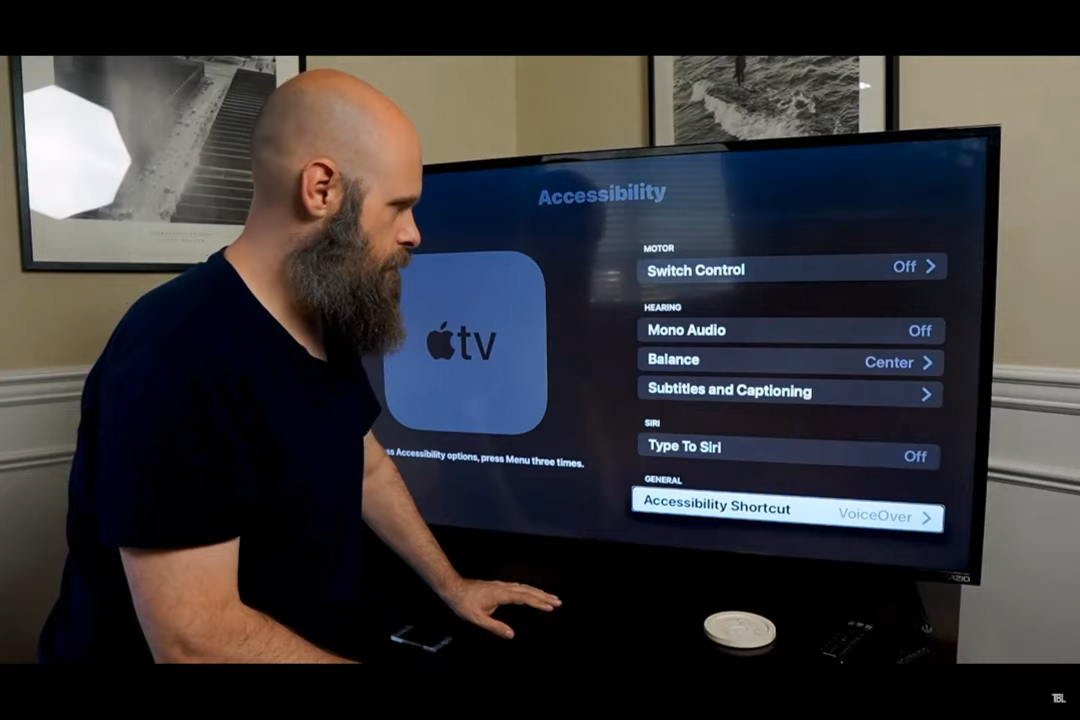 Accessibility
MOTOR
Switch Control Off
HEARING
Mono Audio Off
Balance Center
Subtitles and Captioning
SIRI
Type To Siri Off
GENERAL
Accessibility Shortcut VoiceOver
tv
Accessibility options, press Menu three times.
VIZIO
TBL